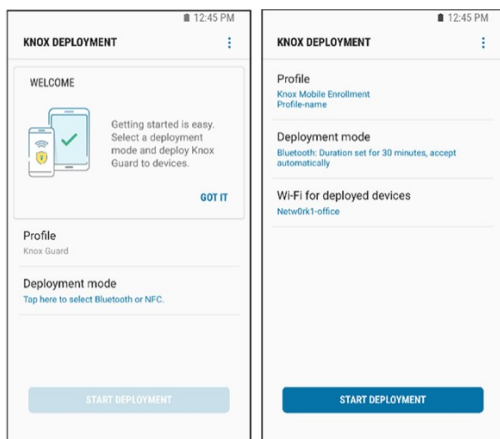 12:45 PM
KNOX DEPLOYMENT
WELCOME
Getting started is easy.
Select a deployment
mode and deploy Knox
Guard to devices.
GOT IT
Profile
Knox Guard
Deployment mode
Tap here to select Bluetooth or NFC.
START DEPLOYMENT
12:45 PM
KNOX DEPLOYMENT
Profile
Knox Mobile Enrollment
Profile-name
Deployment mode
Bluetooth: Duration set for 30 minutes, accept
automatically
Wi-Fi for deployed devices
Netw0rk1-office
START DEPLOYMENT